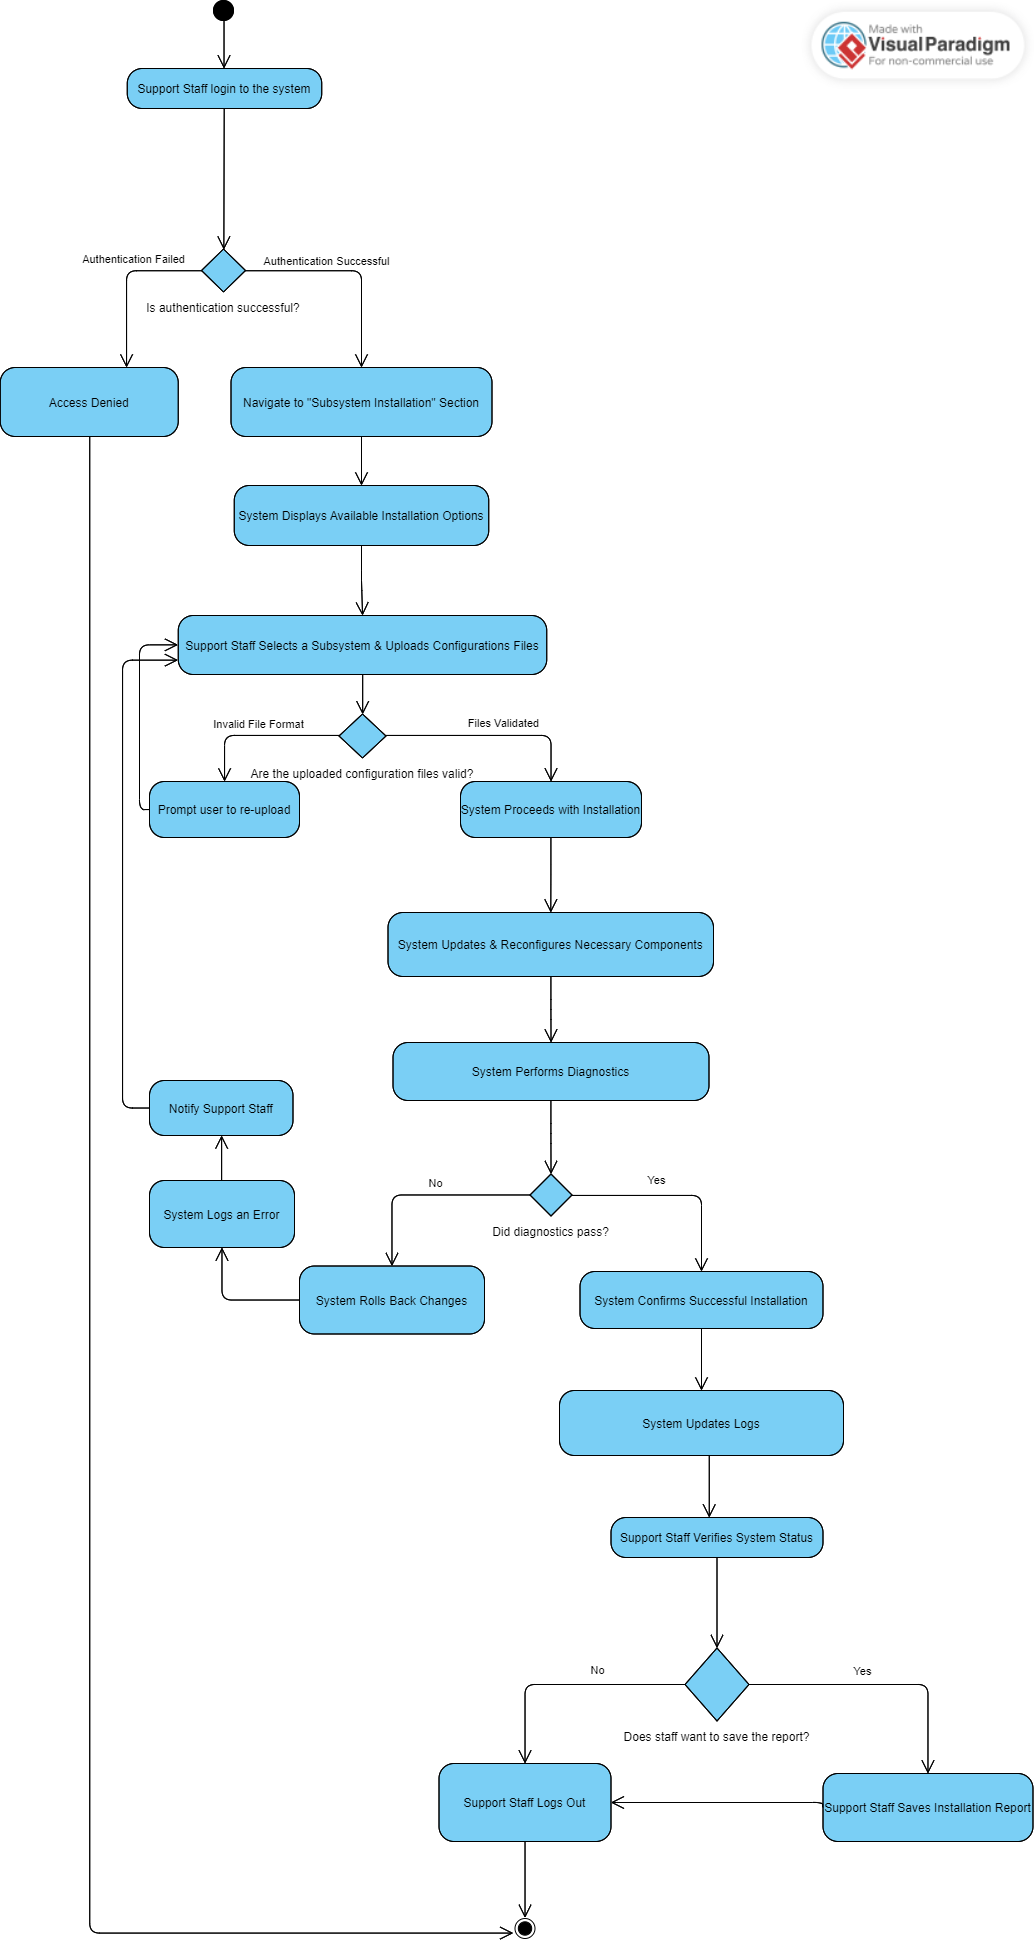 Made with
VisualParadigm
For non-commercial use
Support Staff login to the system
Authentication Failed
Authentication Successful
Is authentication successful?
Access Denied
Navigate to "Subsystem Installation" Section
System Displays Available Installation Options
Support Staff Selects a Subsystem & Uploads Configurations Files
Invalid File Format
Files Validated
Are the uploaded configuration files valid?
Prompt user to re-upload
System Proceeds with Installation
System Updates & Reconfigures Necessary Components
System Performs Diagnostics
Notify Support Staff
No
Yes
System Logs an Error
Did diagnostics pass?
System Rolls Back Changes
System Confirms Successful Installation
System Updates Logs
Support Staff Verifies System Status
No
Yes
Does staff want to save the report?
Support Staff Logs Out
Support Staff Saves Installation Report